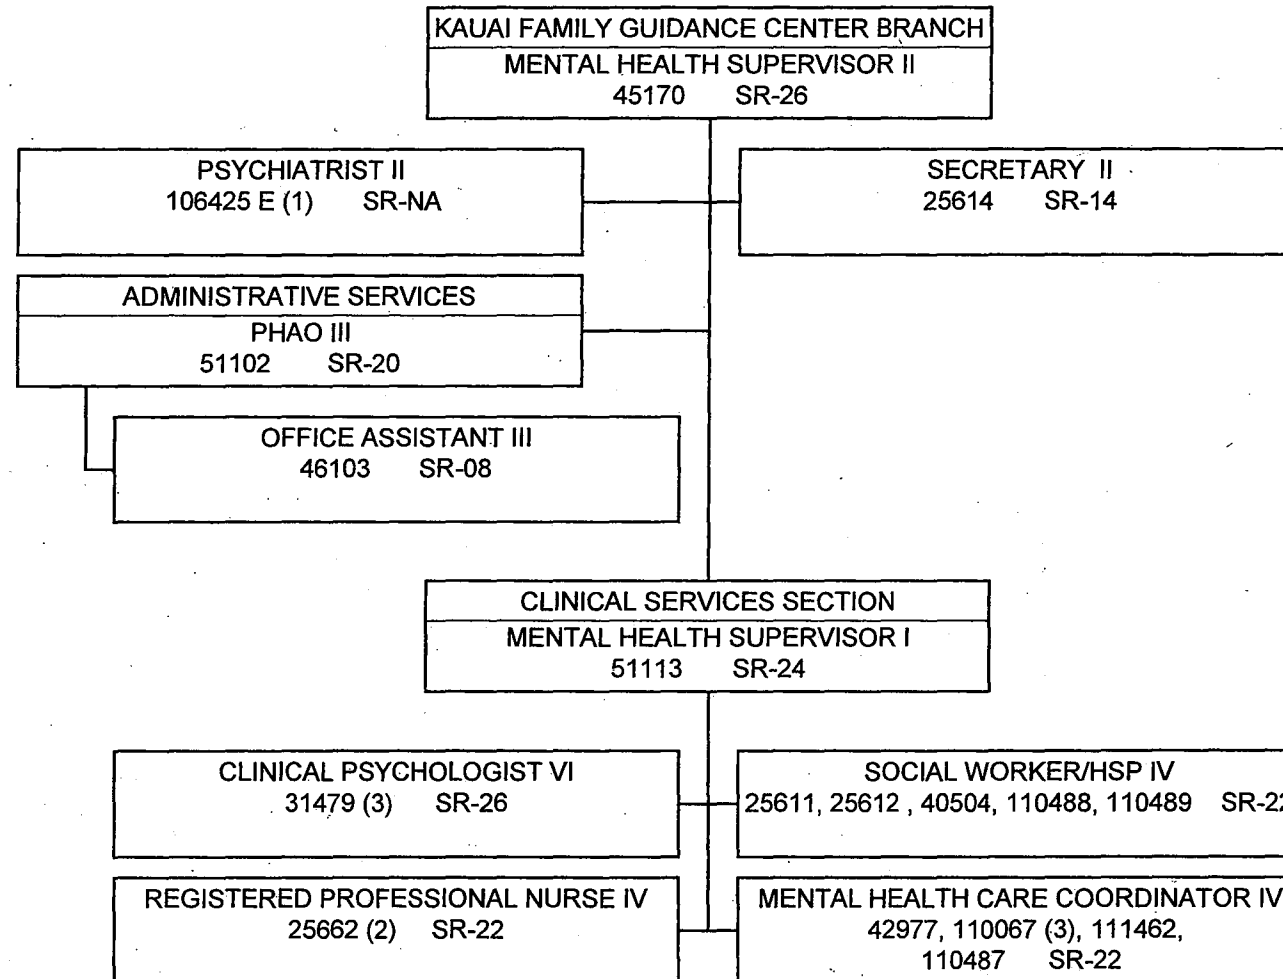 KAUAI FAMILY GUIDANCE CENTER BRANCH
MENTAL HEALTH SUPERVISOR II
45170 SR-26
PSYCHIATRIST II
106425 E (1) SR-NA
SECRETARY II
25614 SR-14
ADMINISTRATIVE SERVICES
PHAO III
51102 SR-20
OFFICE ASSISTANT III
46103 SR-08
CLINICAL SERVICES SECTION
MENTAL HEALTH SUPERVISOR I
51113 SR-24
CLINICAL PSYCHOLOGIST VI
31479 (3) SR-26
SOCIAL WORKER/HSP IV
25611, 25612 , 40504, 110488, 110489 SR-22
REGISTERED PROFESSIONAL NURSE IV
25662 (2) SR-22
MENTAL HEALTH CARE COORDINATOR IV
42977, 110067 (3), 111462,
110487 SR-22